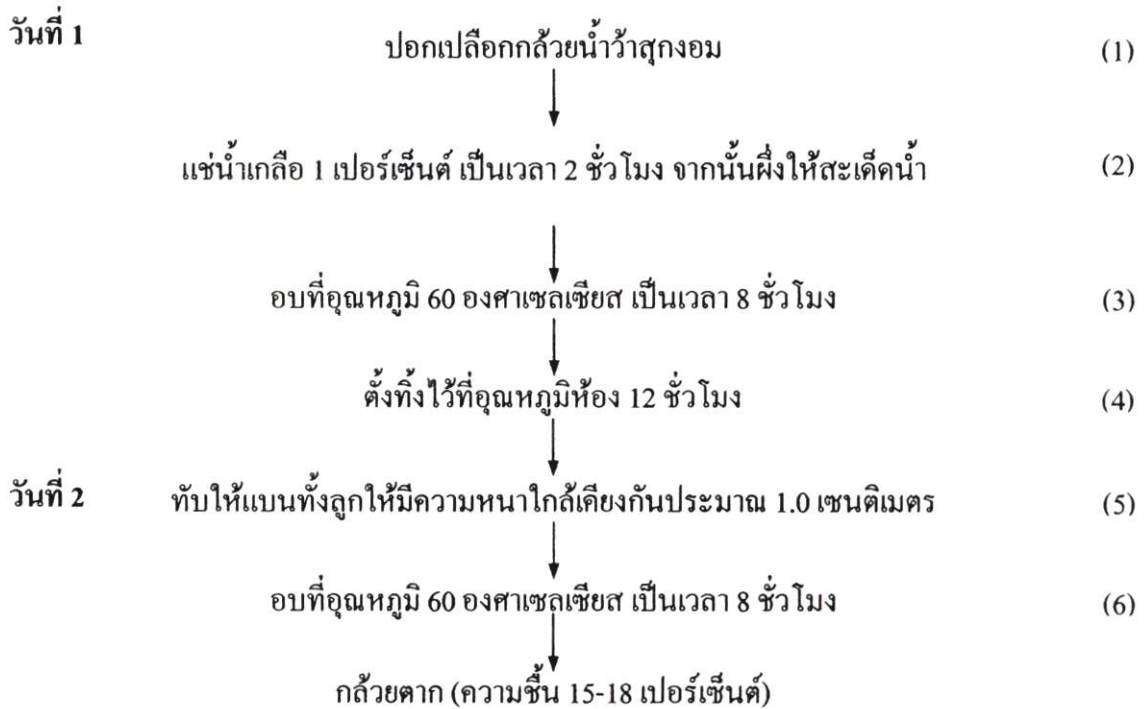 วันที่ 1
ปอกเปลือกกล้วยน้ำว้าสุกงอม (1)
แช่น้ำเกลือ 1 เปอร์เซ็นต์ เป็นเวลา 2 ชั่วโมง จากนั้นผึ่งให้สะเด็ดน้ำ (2)
อบที่อุณหภูมิ 60 องศาเซลเซียส เป็นเวลา 8 ชั่วโมง (3)
ตั้งทิ้งไว้ที่อุณหภูมิห้อง 12 ชั่วโมง (4)
วันที่ 2 ทับให้แบนทั้งลูกให้มีความหนาใกล้เคียงกันประมาณ 1.0 เซนติเมตร (5)
อบที่อุณหภูมิ 60 องศาเซลเซียส เป็นเวลา 8 ชั่วโมง (6)
กล้วยตาก (ความชื้น 15-18 เปอร์เซ็นต์)